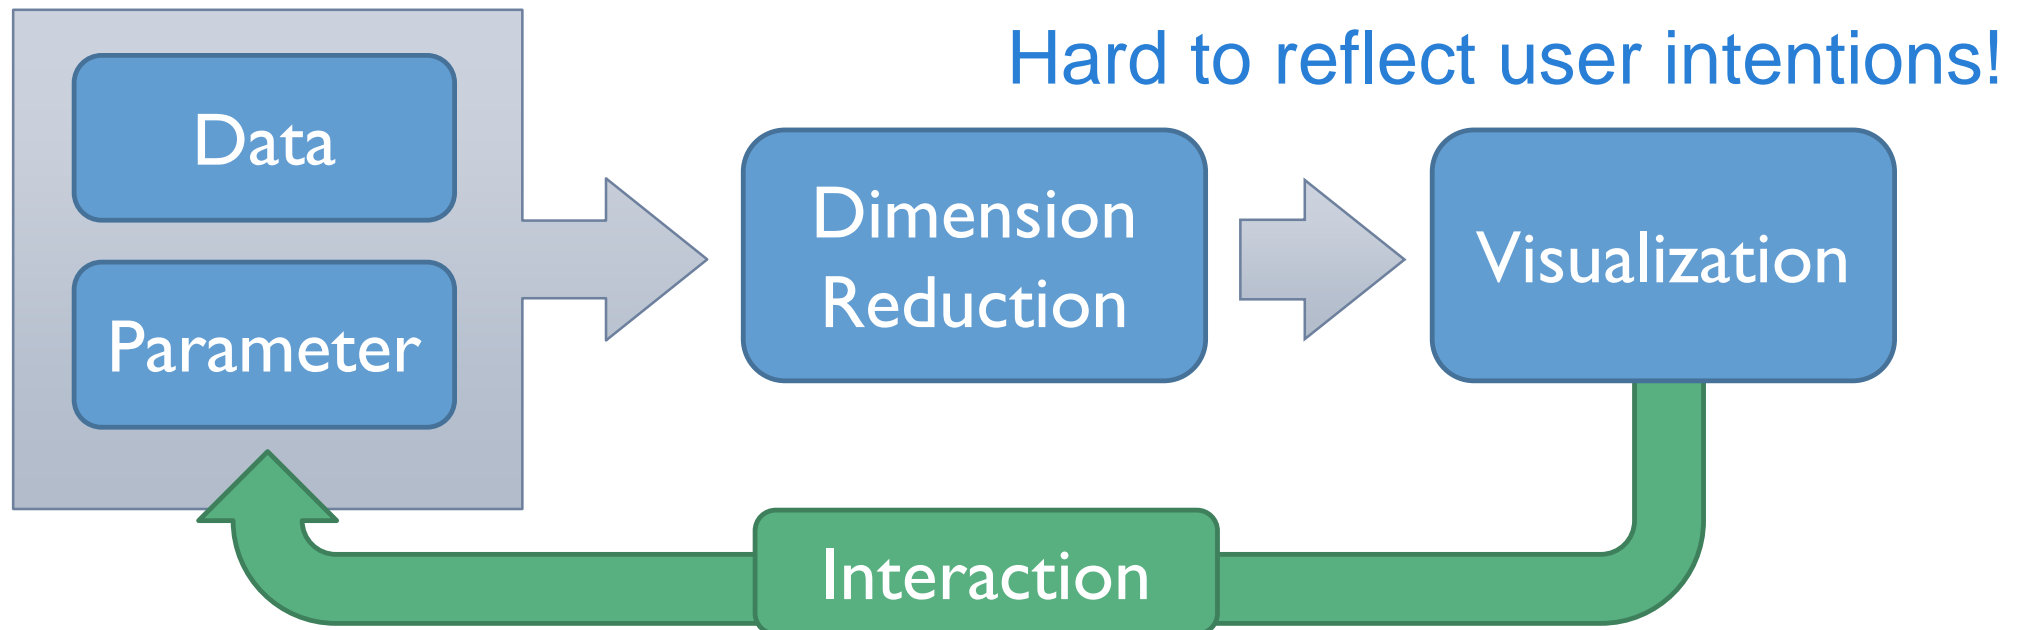 Hard to reflect user intentions!
Data
Parameter
Dimension
Reduction
Visualization
Interaction